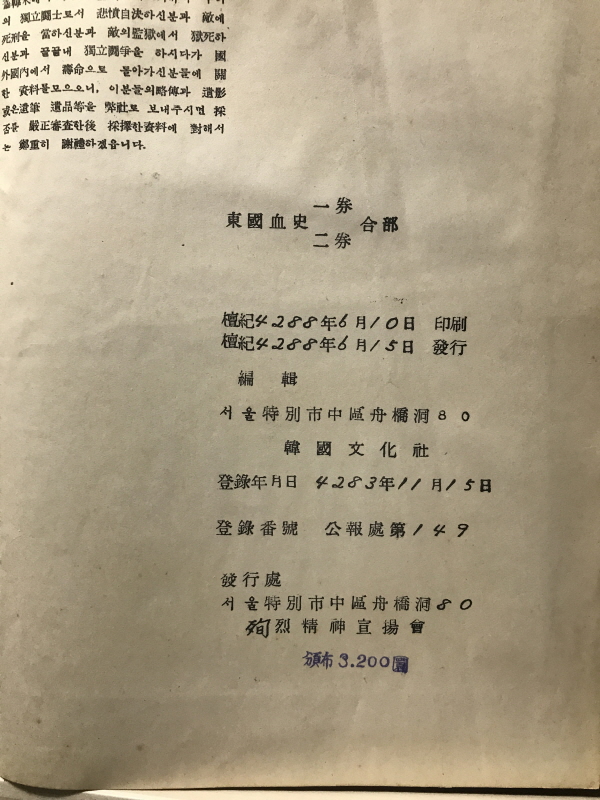 의 獨立鬪士로서 悲憤自決하신분과 敵에
死刑을 當하신분과 敵의監獄에서 獄死하
신분과 끝끝내 獨立鬪爭을 하시다가 國
外國內에서 壽命으로 돌아가신분들에 關
한 資料를모으오니, 이분들의略傳과 遺影
或은遺筆 遺品等을 弊社로 보내주시면 採
否를 嚴正審査한後 採擇한資料에 對해서
는 鄭重히 謝禮하겠읍니다.
東國血史 一券 二券 合部
檀紀4288年6月10日 印刷
檀紀4288年6月15日 發行
編輯
서울特別市中區舟橋洞80
韓國文化社
登錄年月日 4283年11月15日
登錄番號 公報處第149
發行處
서울特別市中區舟橋洞80
殉烈精神宣揚會
頒布3.200圜